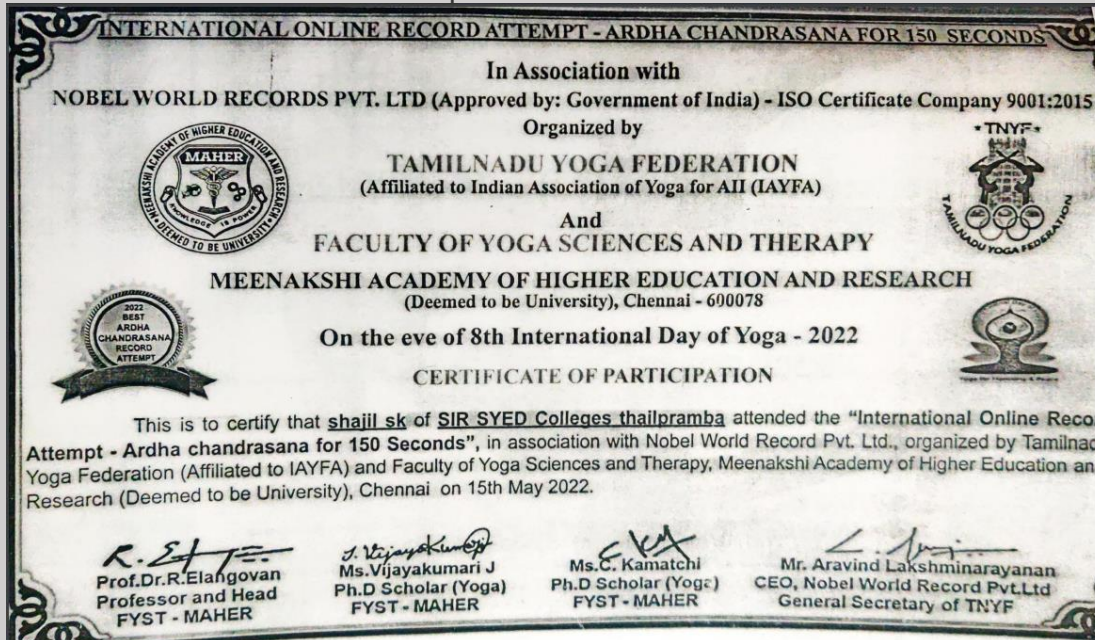 INTERNATIONAL ONLINE RECORD ATTEMPT - ARDHA CHANDRASANA FOR 150 SECONDS
In Association with
NOBEL WORLD RECORDS PVT. LTD (Approved by: Government of India) - ISO Certificate Company 9001:2015
Organized by
MEENAKSHI ACADEMY OF HIGHER EDUCATION AND RESEARCH
MAHER
KNOWLEDGE IS POWER
DEEMED TO BE UNIVERSITY
TNYF
TAMILNADU YOGA FEDERATION
TAMILNADU YOGA FEDERATION
(Affiliated to Indian Association of Yoga for All (IAYFA)
And
FACULTY OF YOGA SCIENCES AND THERAPY
MEENAKSHI ACADEMY OF HIGHER EDUCATION AND RESEARCH
(Deemed to be University), Chennai - 600078
2022
BEST
ARDHA
CHANDRASANA
RECORD
ATTEMPT
On the eve of 8th International Day of Yoga - 2022
CERTIFICATE OF PARTICIPATION
This is to certify that shajil sk of SIR SYED Colleges thailpramba attended the “International Online Reco
Attempt - Ardha chandrasana for 150 Seconds”, in association with Nobel World Record Pvt. Ltd., organized by Tamilnad
Yoga Federation (Affiliated to IAYFA) and Faculty of Yoga Sciences and Therapy, Meenakshi Academy of Higher Education an
Research (Deemed to be University), Chennai on 15th May 2022.
J. Vijayakumari
Prof.Dr.R.Elangovan
Professor and Head
FYST - MAHER
Ms.Vijayakumari J
Ph.D Scholar (Yoga)
FYST - MAHER
Ms.C. Kamatchi
Ph.D Scholar (Yoga)
FYST - MAHER
Mr. Aravind Lakshminarayanan
CEO, Nobel World Record Pvt.Ltd
General Secretary of TNYF